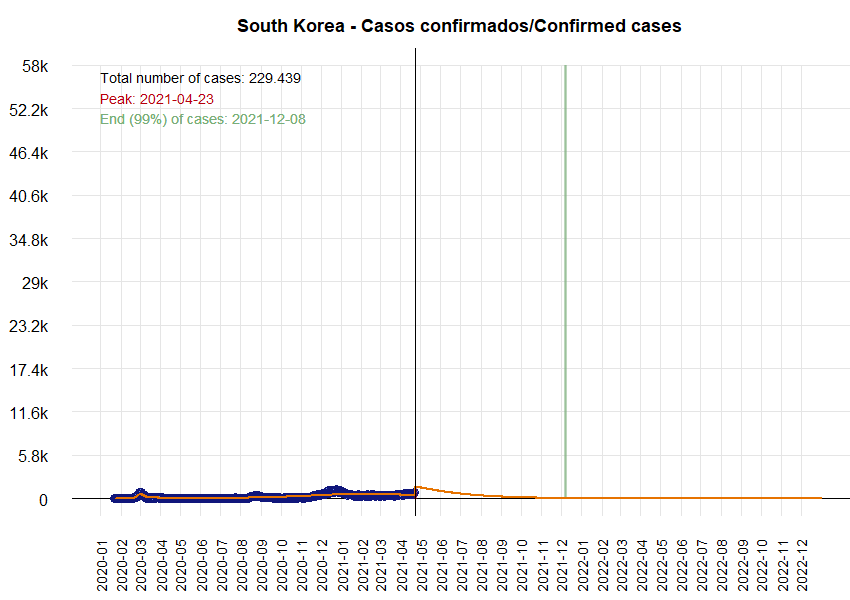 South Korea - Casos confirmados/Confirmed cases
58k
Total number of cases: 229.439
Peak: 2021-04-23
End (99%) of cases: 2021-12-08
52.2k
46.4k
40.6k
34.8k
29k
23.2k
17.4k
11.6k
5.8k
0
2020-01
2020-02
2020-03
2020-04
2020-05
2020-06
2020-07
2020-08
2020-09
2020-10
2020-11
2020-12
2021-01
2021-02
2021-03
2021-04
2021-05
2021-06
2021-07
2021-08
2021-09
2021-10
2021-11
2021-12
2022-01
2022-02
2022-03
2022-04
2022-05
2022-06
2022-07
2022-08
2022-09
2022-10
2022-11
2022-12